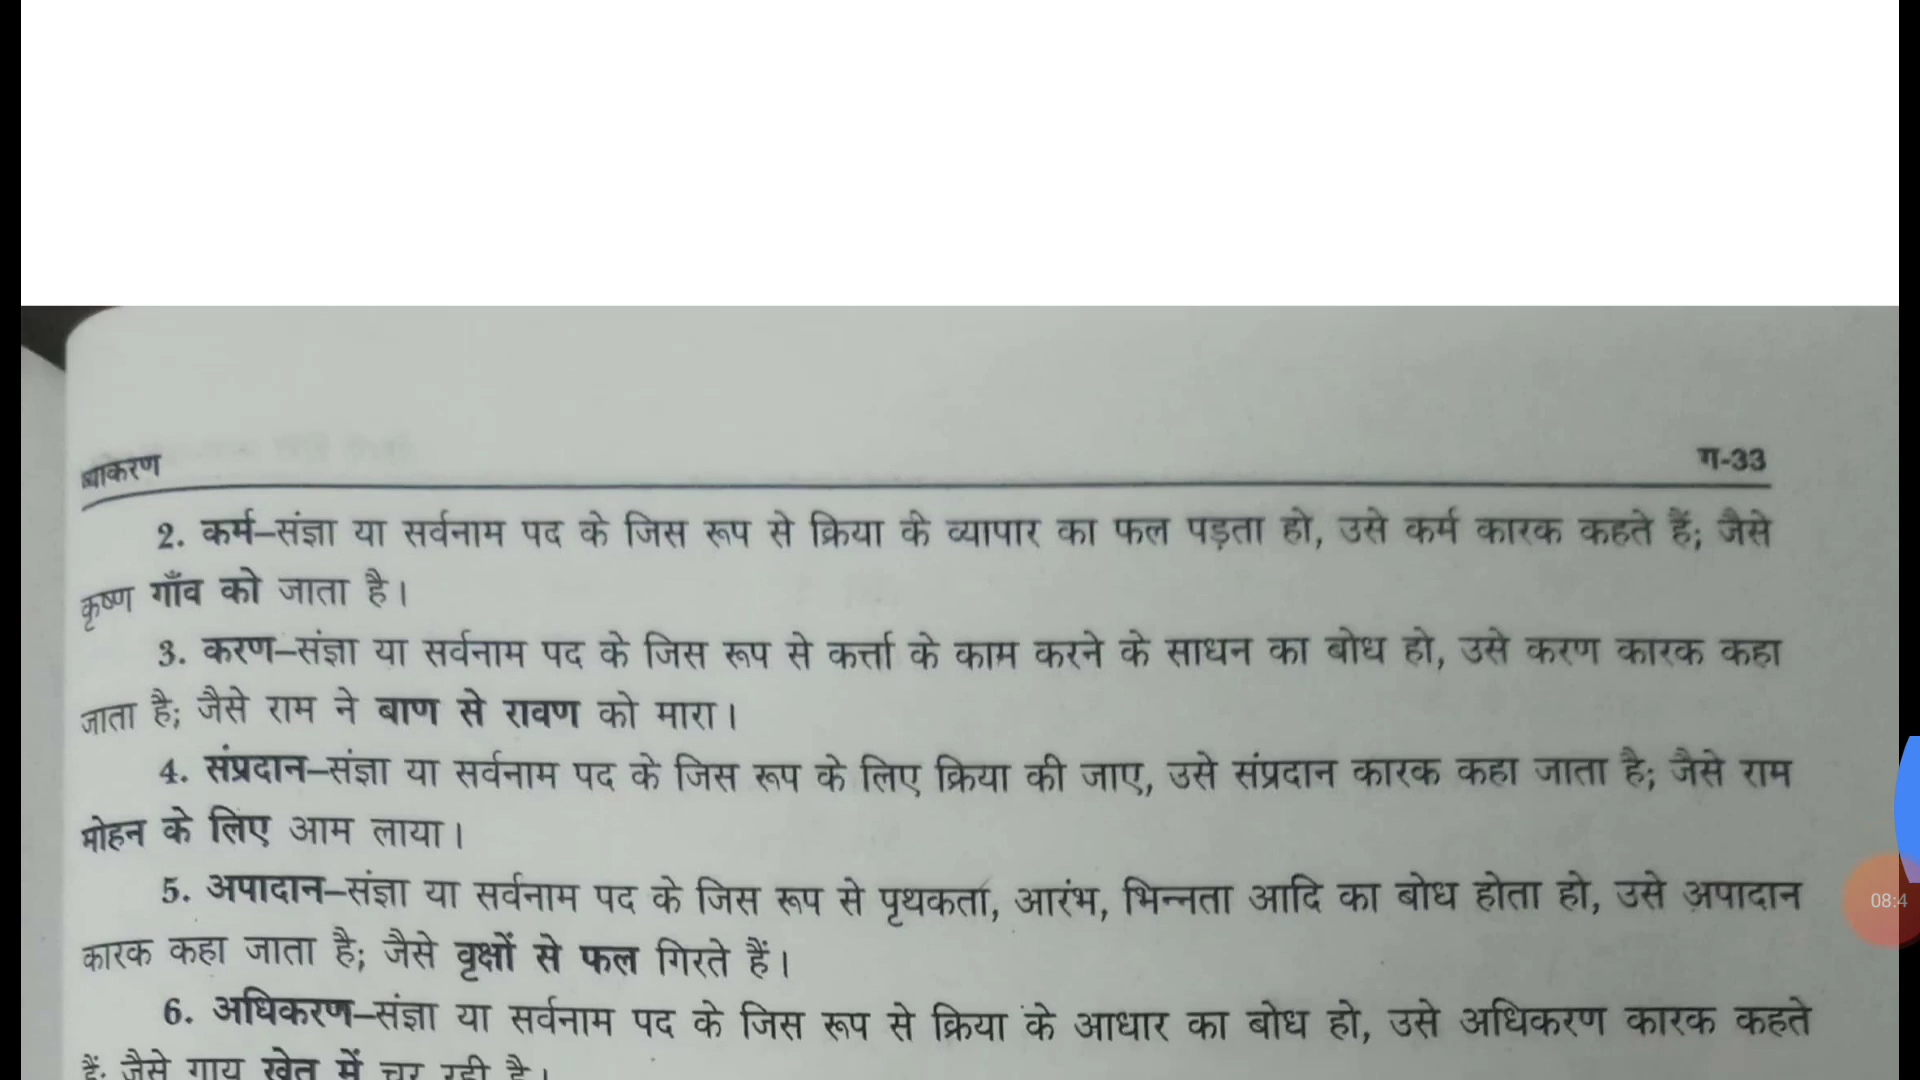 व्याकरण
ग-33
2. कर्म–संज्ञा या सर्वनाम पद के जिस रूप से क्रिया के व्यापार का फल पड़ता हो, उसे कर्म कारक कहते हैं; जैसे
कृष्ण गाँव को जाता है।
3. करण–संज्ञा या सर्वनाम पद के जिस रूप से कर्त्ता के काम करने के साधन का बोध हो, उसे करण कारक कहा
जाता है; जैसे राम ने बाण से रावण को मारा।
4. संप्रदान–संज्ञा या सर्वनाम पद के जिस रूप के लिए क्रिया की जाए, उसे संप्रदान कारक कहा जाता है; जैसे राम
मोहन के लिए आम लाया।
5. अपादान–संज्ञा या सर्वनाम पद के जिस रूप से पृथकता, आरंभ, भिन्नता आदि का बोध होता हो, उसे अपादान
कारक कहा जाता है; जैसे वृक्षों से फल गिरते हैं।
6. अधिकरण–संज्ञा या सर्वनाम पद के जिस रूप से क्रिया के आधार का बोध हो, उसे अधिकरण कारक कहते
हैं; जैसे गाय खेत में चर रही है।
08:4